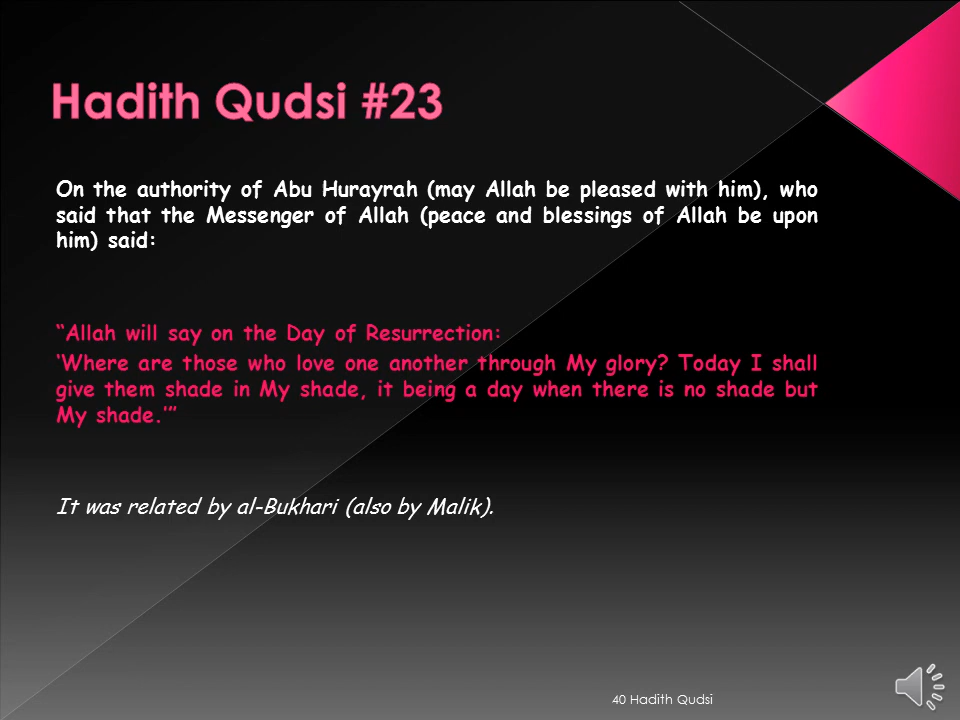 Hadith Qudsi #23
On the authority of Abu Hurayrah (may Allah be pleased with him), who
said that the Messenger of Allah (peace and blessings of Allah be upon
him) said:
“Allah will say on the Day of Resurrection:
‘Where are those who love one another through My glory? Today I shall
give them shade in My shade, it being a day when there is no shade but
My shade.’”
It was related by al-Bukhari (also by Malik).
40 Hadith Qudsi